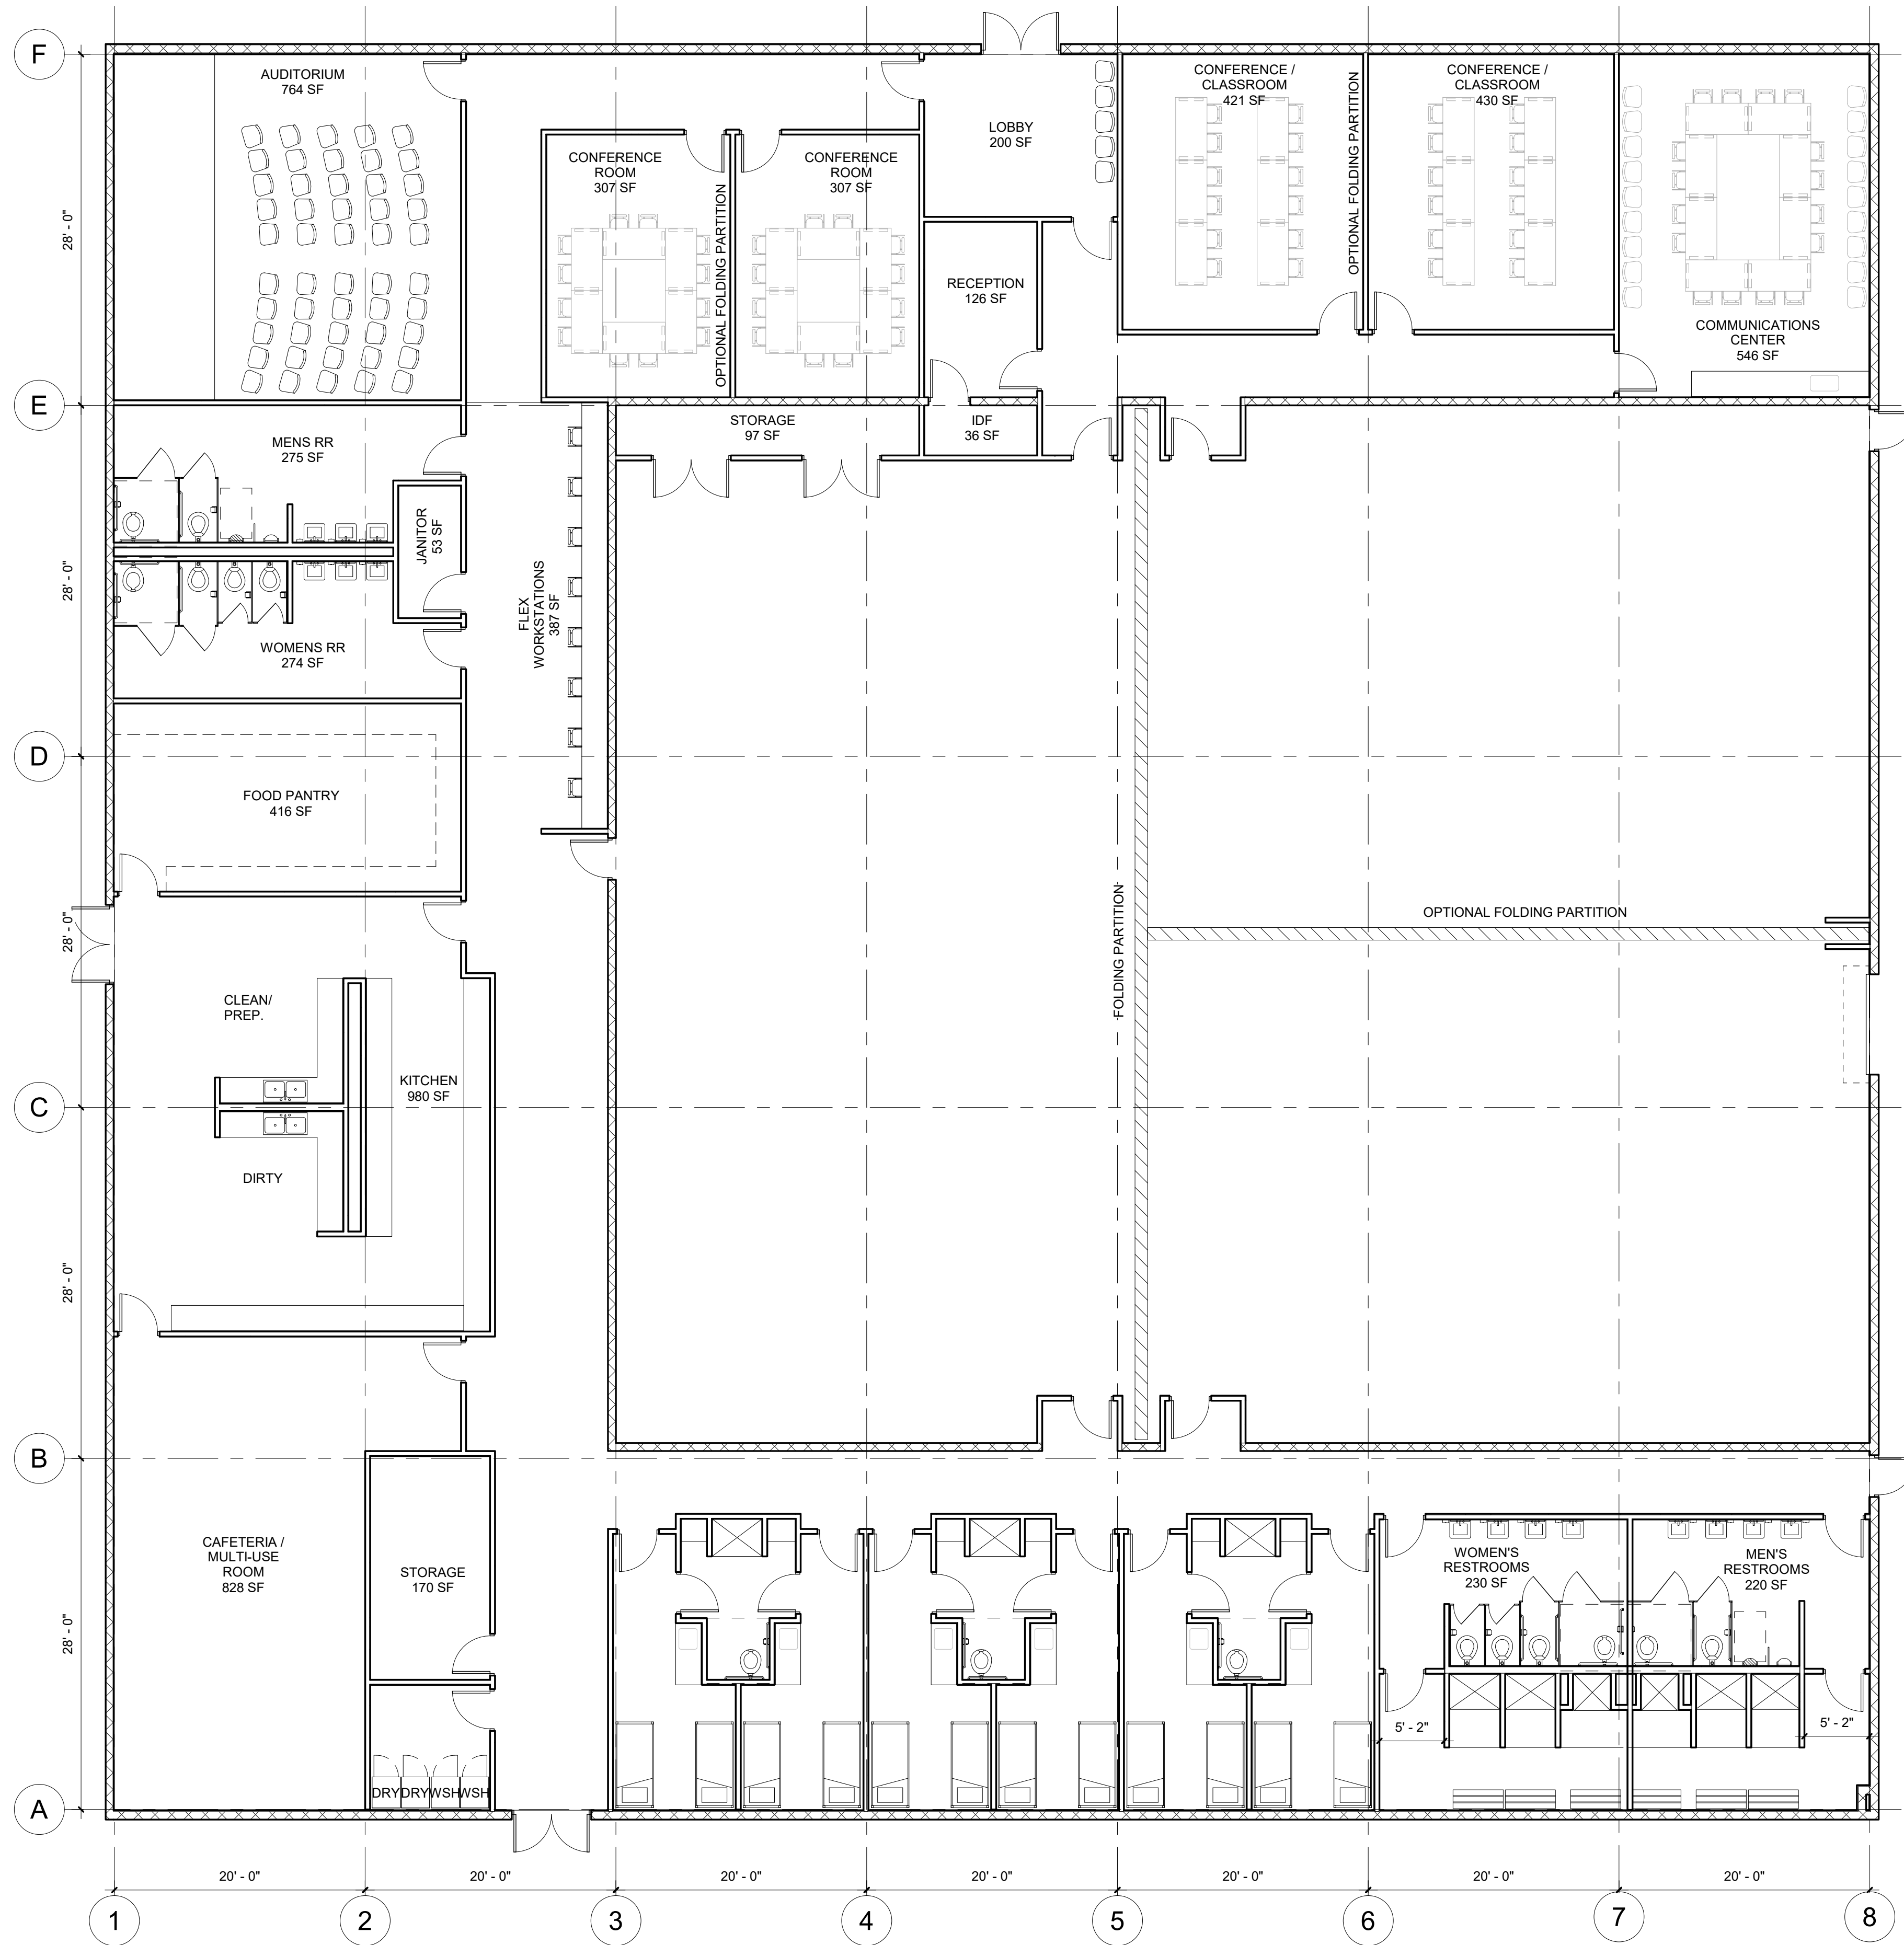 F
AUDITORIUM
764 SF
CONFERENCE
ROOM
307 SF
OPTIONAL FOLDING PARTITION
CONFERENCE
ROOM
307 SF
LOBBY
200 SF
RECEPTION
126 SF
CONFERENCE /
CLASSROOM
421 SF
OPTIONAL FOLDING PARTITION
CONFERENCE /
CLASSROOM
430 SF
COMMUNICATIONS
CENTER
546 SF
28' - 0"
E
STORAGE
97 SF
IDF
36 SF
MENS RR
275 SF
JANITOR
53 SF
FLEX
WORKSTATIONS
387 SF
28' - 0"
WOMENS RR
274 SF
D
FOOD PANTRY
416 SF
28' - 0"
FOLDING PARTITION
OPTIONAL FOLDING PARTITION
CLEAN/
PREP.
KITCHEN
980 SF
C
DIRTY
28' - 0"
B
CAFETERIA /
MULTI-USE
ROOM
828 SF
STORAGE
170 SF
WOMEN'S
RESTROOMS
230 SF
MEN'S
RESTROOMS
220 SF
28' - 0"
5' - 2"
5' - 2"
DRY
DRY
WSH
WSH
A
20' - 0"
20' - 0"
20' - 0"
20' - 0"
20' - 0"
20' - 0"
20' - 0"
1
2
3
4
5
6
7
8